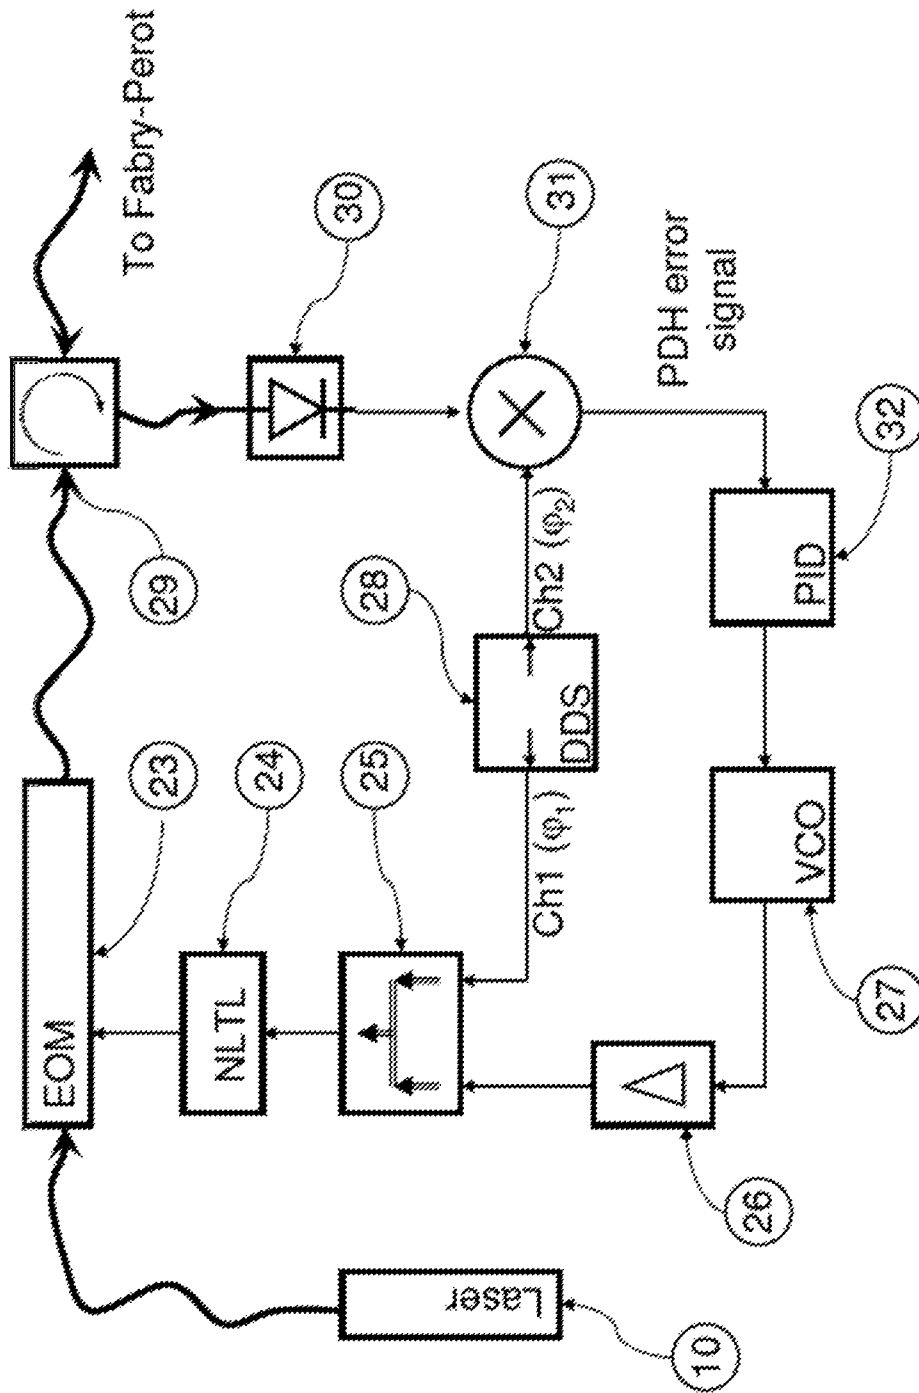 To Fabry-Perot
29
30
EOM
23
24
NLTL
25
28
31
Laser
10
Ch1 (φ₁)
DDS
Ch2 (φ₂)
PDH error
signal
26
27
VCO
PID
32